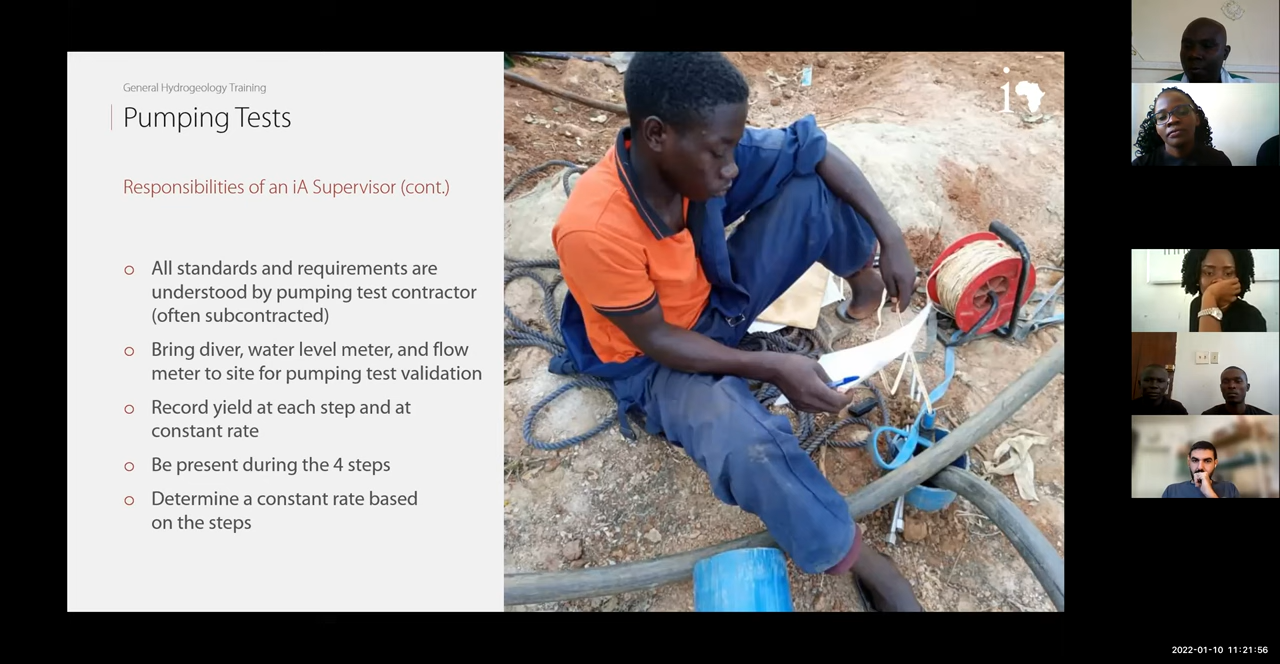 General Hydrogeology Training
Pumping Tests
Responsibilities of an iA Supervisor (cont.)
All standards and requirements are
understood by pumping test contractor
(often subcontracted)
Bring diver, water level meter, and flow
meter to site for pumping test validation
Record yield at each step and at
constant rate
Be present during the 4 steps
Determine a constant rate based
on the steps
i
2022-01-10 11:21:56